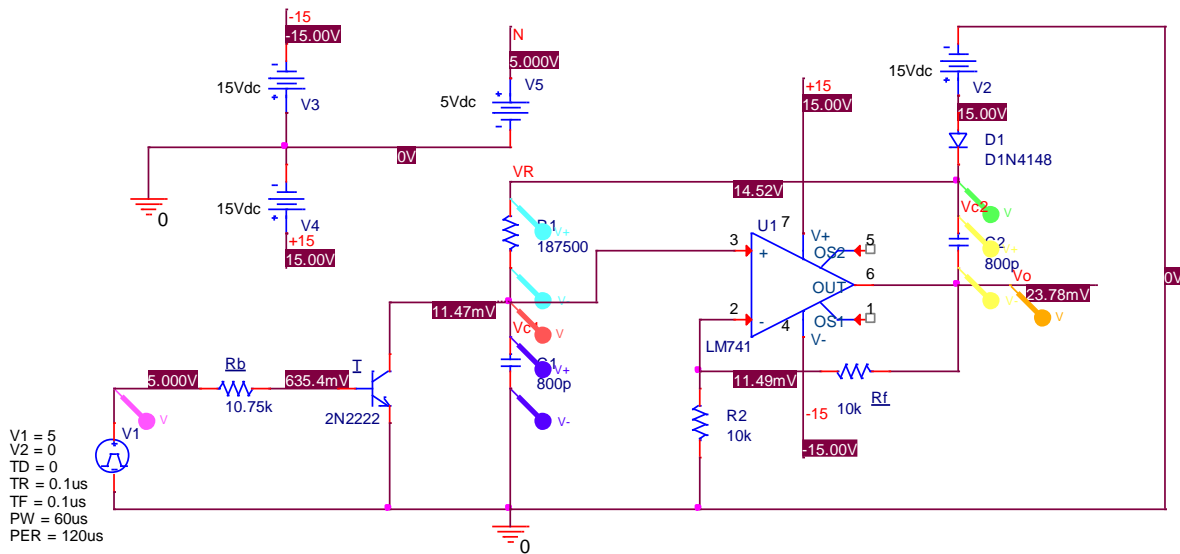 -15
-15.00V
15Vdc
V3
N
5.000V
5Vdc
V5
0V
0
15Vdc
V4
+15
15.00V
15Vdc
V2
15.00V
D1
D1N4148
+15
15.00V
VR
14.52V
R1
187500
V+
V-
U1
7
3
+
V+
OS2
5
6
OUT
2
-
4
OS1
1
V-
LM741
Vc2
V
V+
C2
800p
V-
Vo
23.78mV
V
0V
11.47mV
Vc1
V
V+
C1
800p
V-
11.49mV
10k
Rf
R2
10k
-15
-15.00V
5.000V
Rb
10.75k
635.4mV
T
2N2222
V
V1
V1 = 5
V2 = 0
TD = 0
TR = 0.1us
TF = 0.1us
PW = 60us
PER = 120us
0